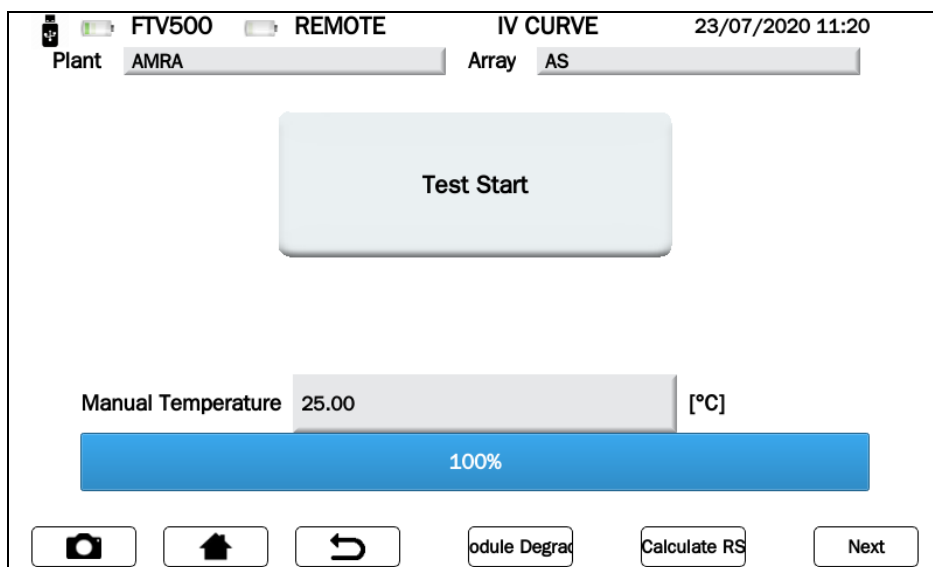 FTV500 REMOTE IV CURVE 23/07/2020 11:20
Plant AMRA Array AS
Test Start
Manual Temperature 25.00 [°C]
100%
odule Degrad Calculate RS Next